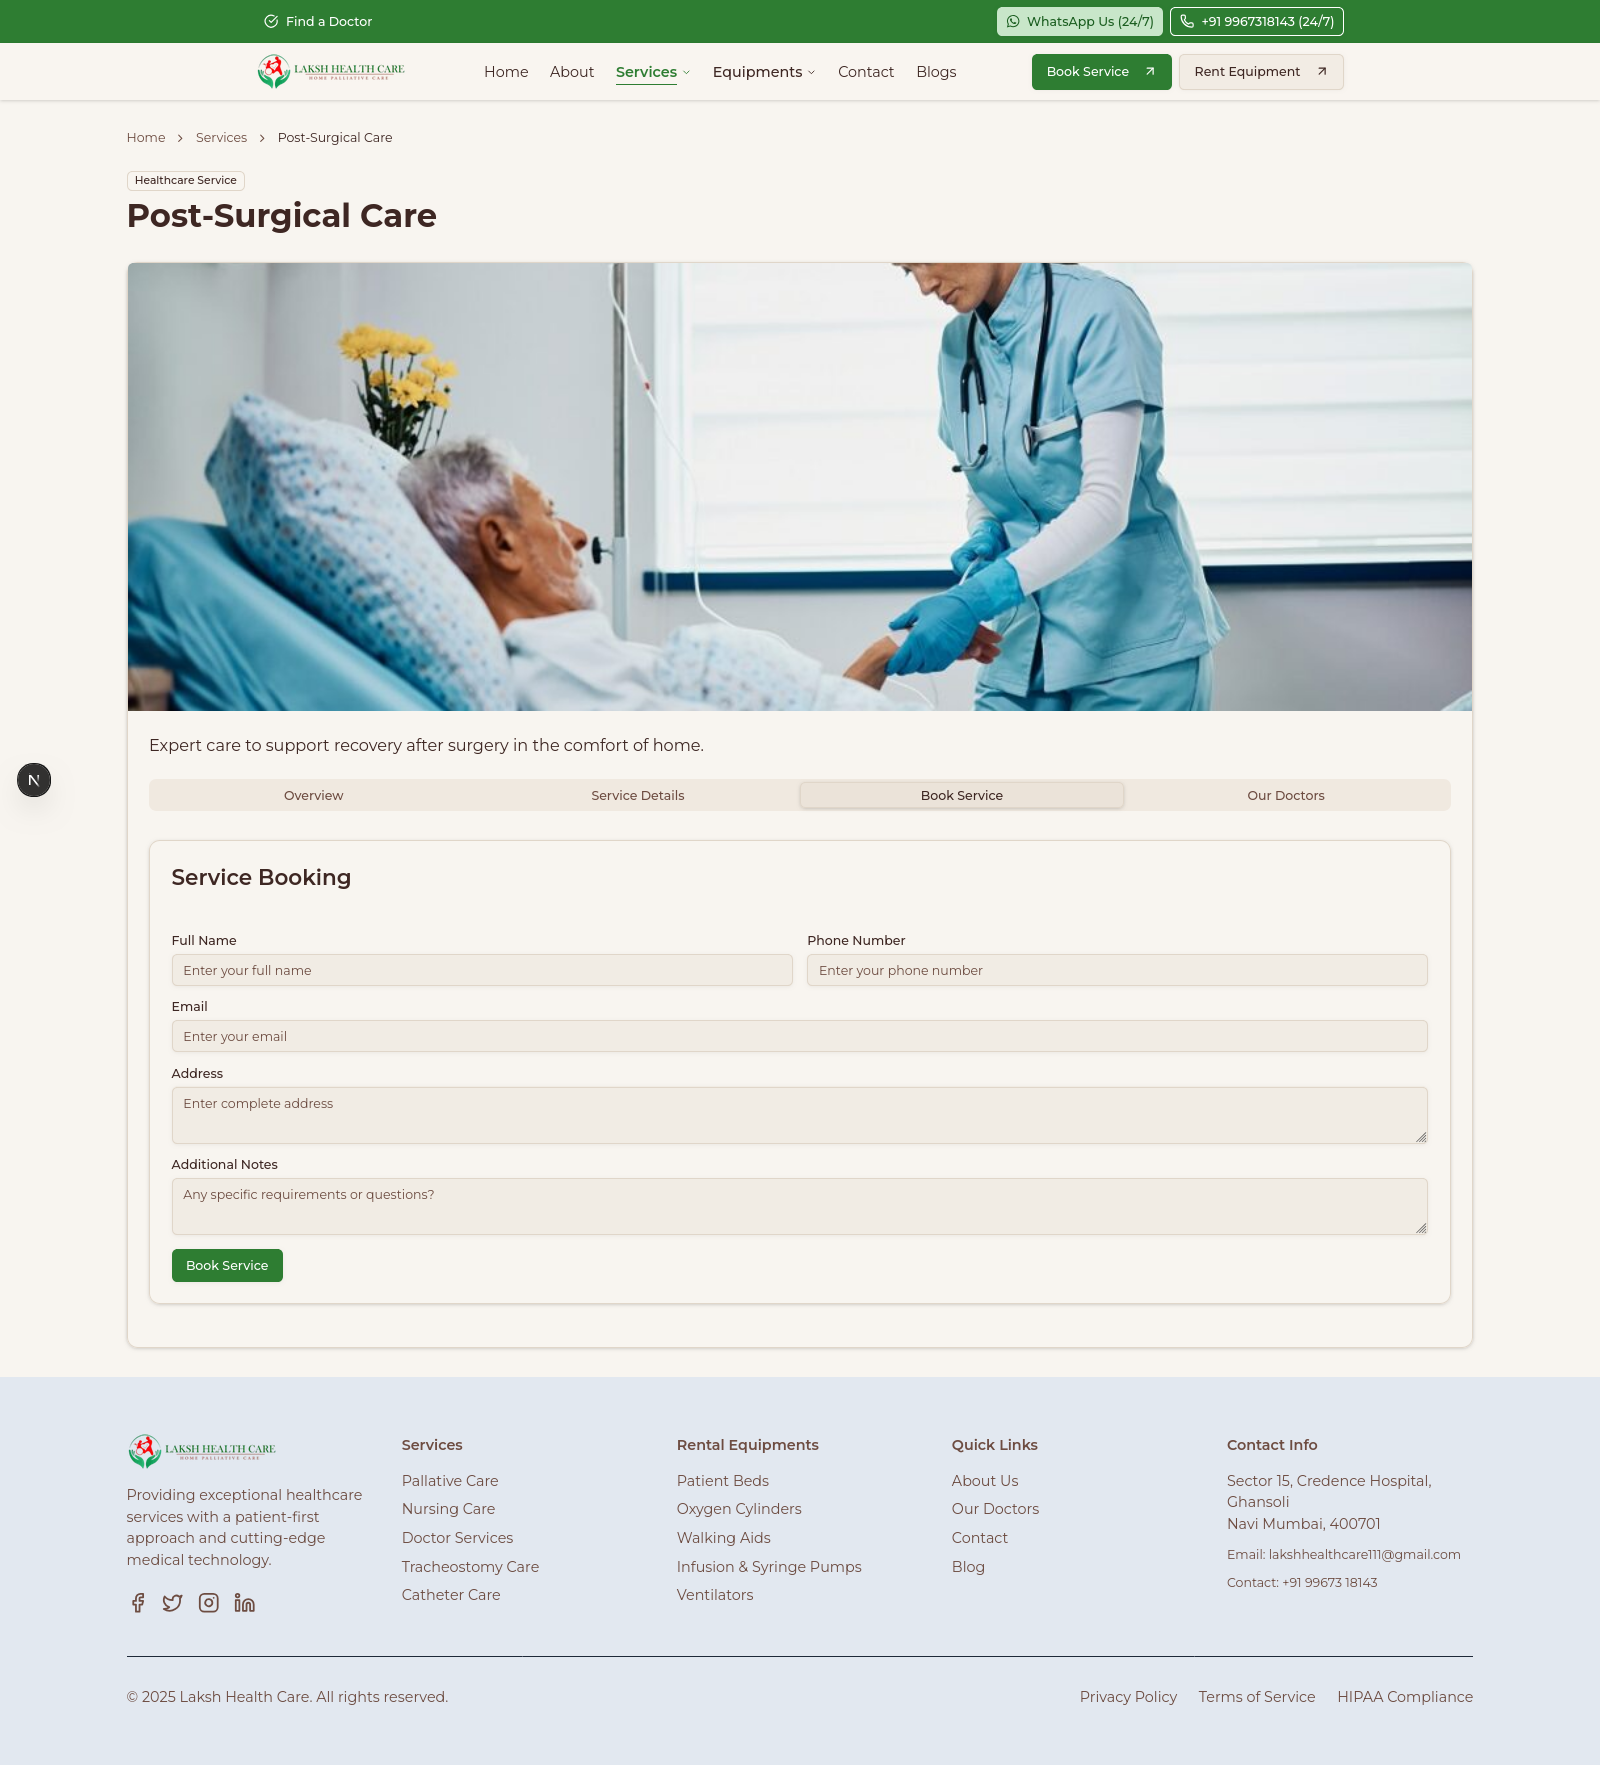 Find a Doctor
WhatsApp Us (24/7)
+91 9967318143 (24/7)
LAKSH HEALTH CARE
HOME PALLIATIVE CARE
Home
About
Services
Equipments
Contact
Blogs
Book Service
Rent Equipment
Home > Services > Post-Surgical Care
Healthcare Service
Post-Surgical Care
Expert care to support recovery after surgery in the comfort of home.
N
Overview
Service Details
Book Service
Our Doctors
Service Booking
Full Name
Enter your full name
Phone Number
Enter your phone number
Email
Enter your email
Address
Enter complete address
Additional Notes
Any specific requirements or questions?
Book Service
LAKSH HEALTH CARE
HOME PALLIATIVE CARE
Providing exceptional healthcare
services with a patient-first
approach and cutting-edge
medical technology.
Services
Pallative Care
Nursing Care
Doctor Services
Tracheostomy Care
Catheter Care
Rental Equipments
Patient Beds
Oxygen Cylinders
Walking Aids
Infusion & Syringe Pumps
Ventilators
Quick Links
About Us
Our Doctors
Contact
Blog
Contact Info
Sector 15, Credence Hospital,
Ghansoli
Navi Mumbai, 400701
Email: lakshhealthcare111@gmail.com
Contact: +91 99673 18143
© 2025 Laksh Health Care. All rights reserved.
Privacy Policy
Terms of Service
HIPAA Compliance